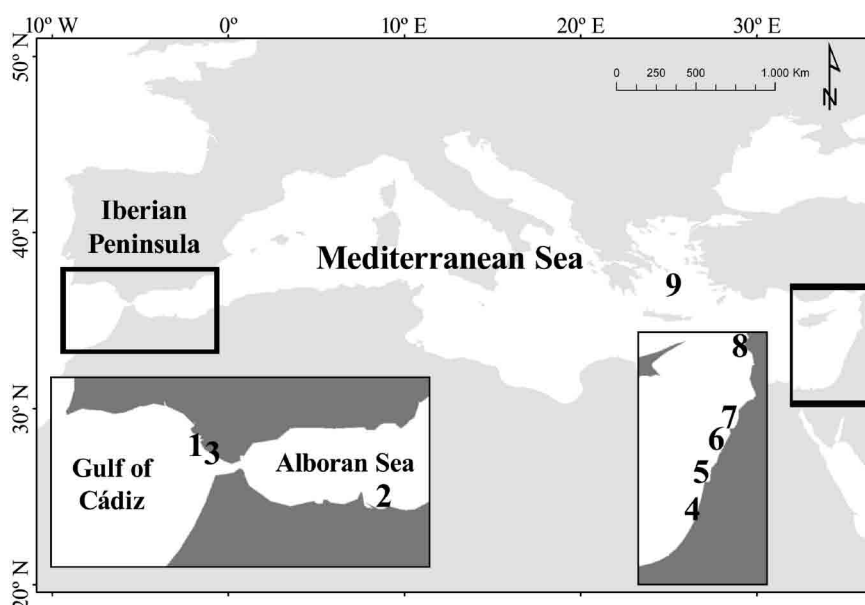 10º W 0º 10º E 20º E 30º E
50º N
0 250 500 1.000 Km
N
40º N
Iberian
Peninsula
Mediterranean Sea
9
8
30º N
7
1 3
6
Gulf of
Cádiz
Alboran Sea
5
2
4
20º N